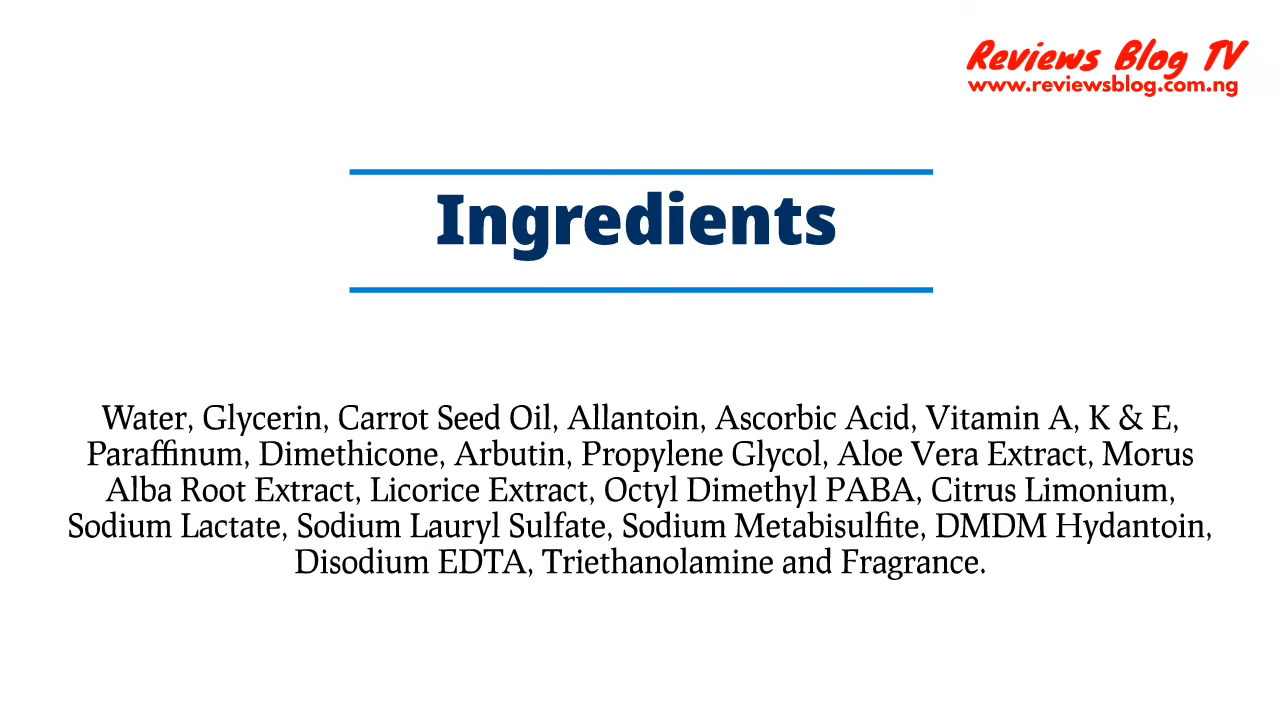 Reviews Blog TV
www.reviewsblog.com.ng
Ingredients
Water, Glycerin, Carrot Seed Oil, Allantoin, Ascorbic Acid, Vitamin A, K & E,
Paraffinum, Dimethicone, Arbutin, Propylene Glycol, Aloe Vera Extract, Morus
Alba Root Extract, Licorice Extract, Octyl Dimethyl PABA, Citrus Limonium,
Sodium Lactate, Sodium Lauryl Sulfate, Sodium Metabisulfite, DMDM Hydantoin,
Disodium EDTA, Triethanolamine and Fragrance.